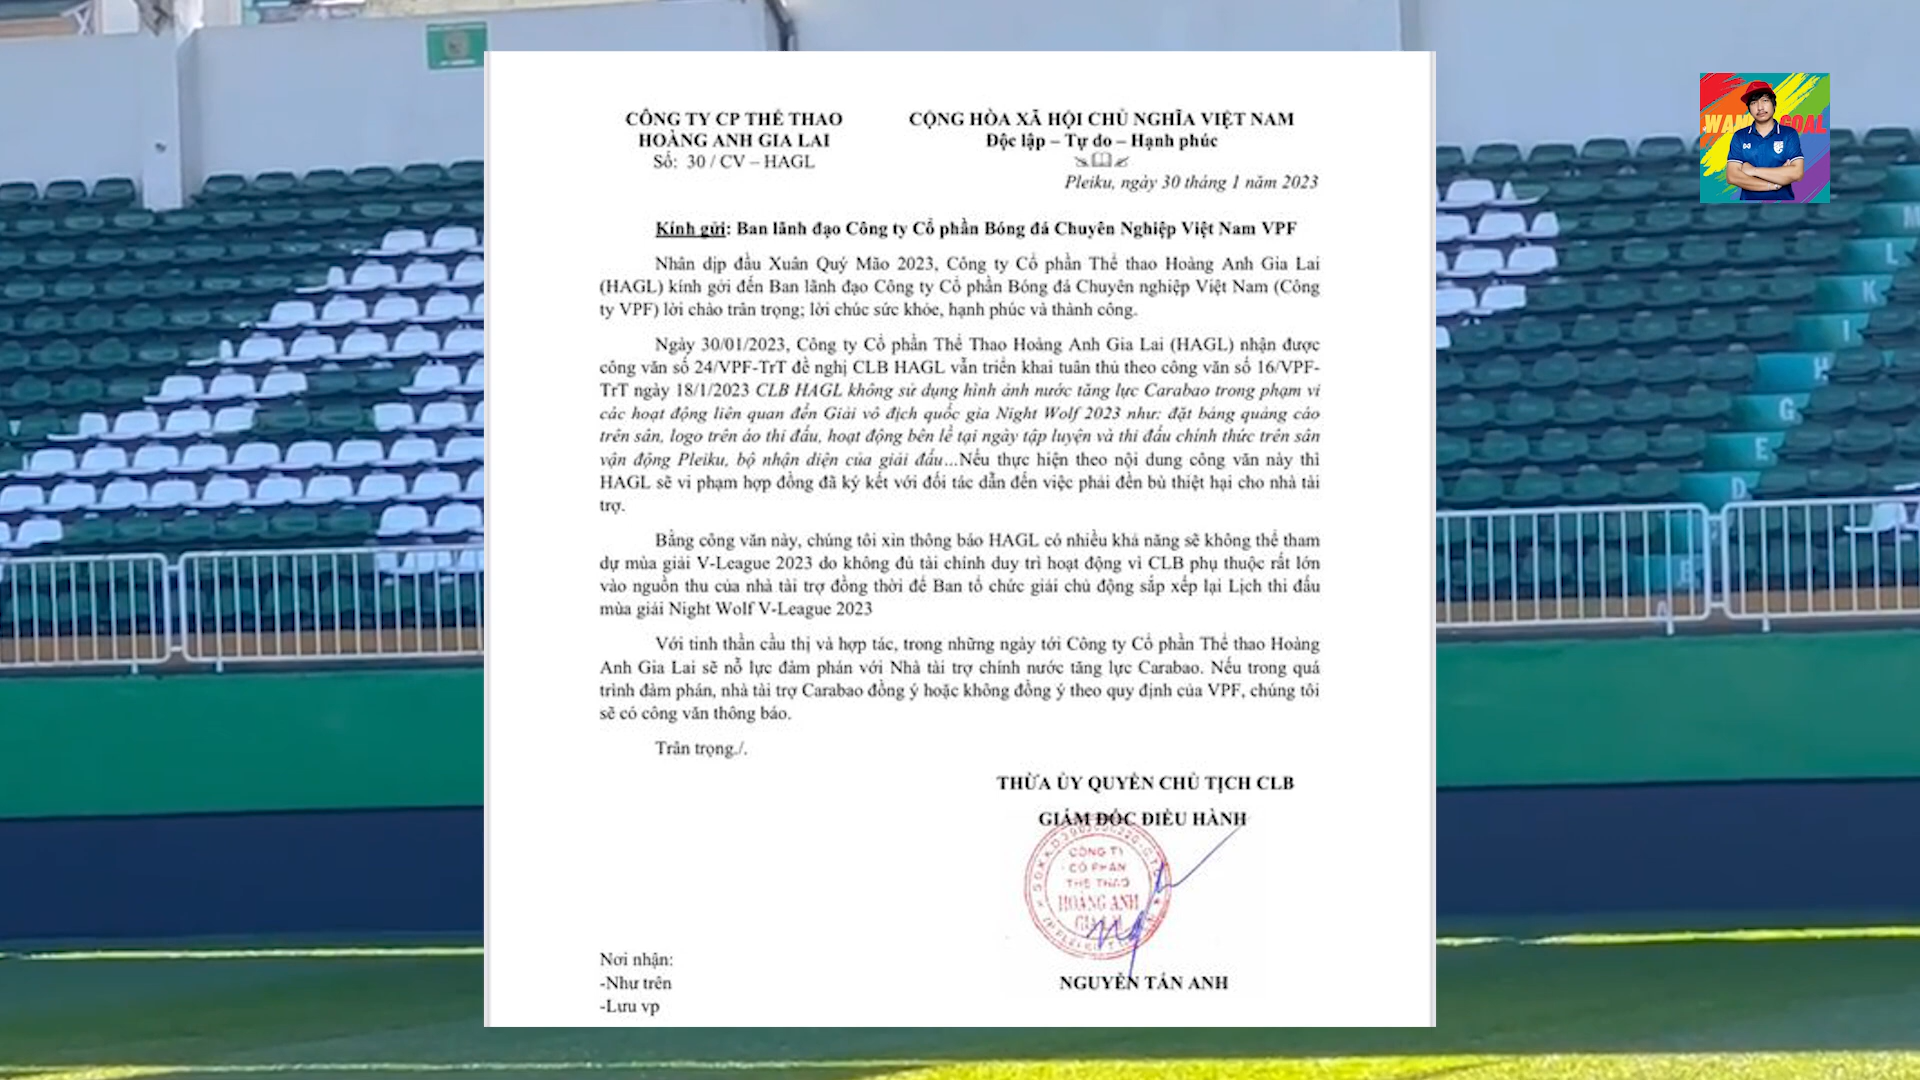 CÔNG TY CP THỂ THAO
HOÀNG ANH GIA LAI
Số: 30 / CV – HAGL
CỘNG HÒA XÃ HỘI CHỦ NGHĨA VIỆT NAM
Độc lập – Tự do – Hạnh phúc
Pleiku, ngày 30 tháng 1 năm 2023
Kính gửi: Ban lãnh đạo Công ty Cổ phần Bóng đá Chuyên Nghiệp Việt Nam VPF
Nhân dịp đầu Xuân Quý Mão 2023, Công ty Cổ phần Thể thao Hoàng Anh Gia Lai
(HAGL) kính gởi đến Ban lãnh đạo Công ty Cổ phần Bóng đá Chuyên nghiệp Việt Nam (Công
ty VPF) lời chào trân trọng; lời chúc sức khỏe, hạnh phúc và thành công.
Ngày 30/01/2023, Công ty Cổ phần Thể Thao Hoàng Anh Gia Lai (HAGL) nhận được
công văn số 24/VPF-TrT đề nghị CLB HAGL vẫn triển khai tuân thủ theo công văn số 16/VPF-
TrT ngày 18/1/2023 CLB HAGL không sử dụng hình ảnh nước tăng lực Carabao trong phạm vi
các hoạt động liên quan đến Giải vô địch quốc gia Night Wolf 2023 như: đặt bảng quảng cáo
trên sân, logo trên áo thi đấu, hoạt động bên lề tại ngày tập luyện và thi đấu chính thức trên sân
vận động Pleiku, bộ nhận diện của giải đấu...Nếu thực hiện theo nội dung công văn này thì
HAGL sẽ vi phạm hợp đồng đã ký kết với đối tác dẫn đến việc phải đền bù thiệt hại cho nhà tài
trợ.
Bằng công văn này, chúng tôi xin thông báo HAGL có nhiều khả năng sẽ không thể tham
dự mùa giải V-League 2023 do không đủ tài chính duy trì hoạt động vì CLB phụ thuộc rất lớn
vào nguồn thu của nhà tài trợ đồng thời để Ban tổ chức giải chủ động sắp xếp lại Lịch thi đấu
mùa giải Night Wolf V-League 2023
Với tinh thần cầu thị và hợp tác, trong những ngày tới Công ty Cổ phần Thể thao Hoàng
Anh Gia Lai sẽ nỗ lực đàm phán với Nhà tài trợ chính nước tăng lực Carabao. Nếu trong quá
trình đàm phán, nhà tài trợ Carabao đồng ý hoặc không đồng ý theo quy định của VPF, chúng tôi
sẽ có công văn thông báo.
Trân trọng./.
THỪA ỦY QUYỀN CHỦ TỊCH CLB
GIÁM ĐỐC ĐIỀU HÀNH
CÔNG TY
CỔ PHẦN
THỂ THAO
HOÀNG ANH
GIA LAI
NGUYỄN TẤN ANH
Nơi nhận:
-Như trên
-Lưu vp
L
K
I
H
G
E
D
A